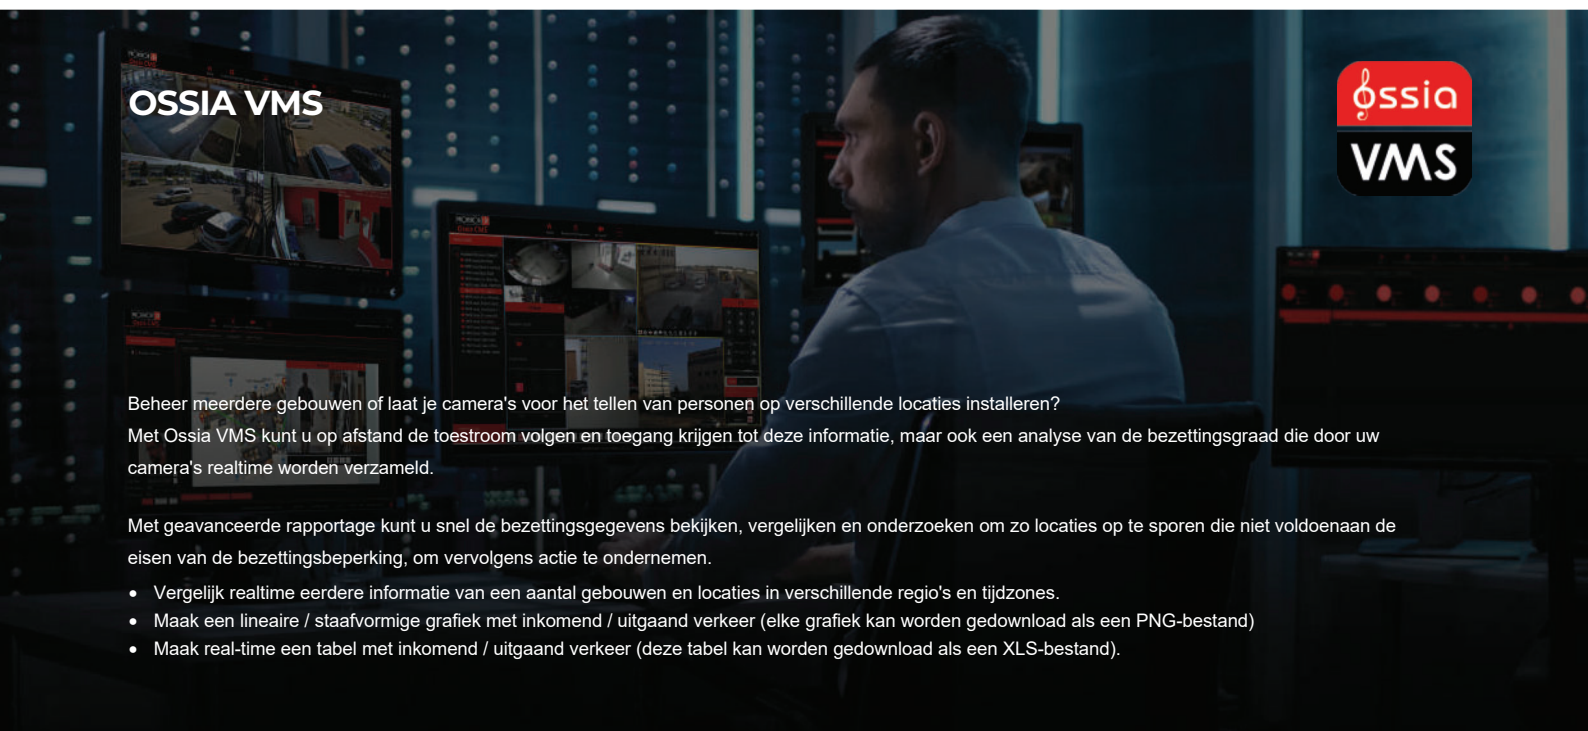 OSSIA VMS
ossia
VMS
Beheer meerdere gebouwen of laat je camera's voor het tellen van personen op verschillende locaties installeren?
Met Ossia VMS kunt u op afstand de toestroom volgen en toegang krijgen tot deze informatie, maar ook een analyse van de bezettingsgraad die door uw
camera's realtime worden verzameld.
Met geavanceerde rapportage kunt u snel de bezettingsgegevens bekijken, vergelijken en onderzoeken om zo locaties op te sporen die niet voldoenaan de
eisen van de bezettingsbeperking, om vervolgens actie te ondernemen.
• Vergelijk realtime eerdere informatie van een aantal gebouwen en locaties in verschillende regio's en tijdzones.
• Maak een lineaire / staafvormige grafiek met inkomend / uitgaand verkeer (elke grafiek kan worden gedownload als een PNG-bestand)
• Maak real-time een tabel met inkomend / uitgaand verkeer (deze tabel kan worden gedownload als een XLS-bestand).